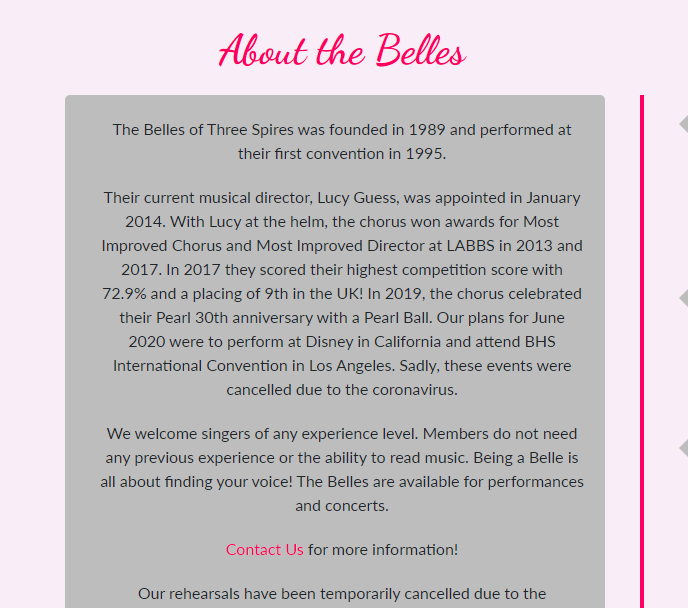 About the Belles
The Belles of Three Spires was founded in 1989 and performed at
their first convention in 1995.
Their current musical director, Lucy Guess, was appointed in January
2014. With Lucy at the helm, the chorus won awards for Most
Improved Chorus and Most Improved Director at LABBS in 2013 and
2017. In 2017 they scored their highest competition score with
72.9% and a placing of 9th in the UK! In 2019, the chorus celebrated
their Pearl 30th anniversary with a Pearl Ball. Our plans for June
2020 were to perform at Disney in California and attend BHS
International Convention in Los Angeles. Sadly, these events were
cancelled due to the coronavirus.
We welcome singers of any experience level. Members do not need
any previous experience or the ability to read music. Being a Belle is
all about finding your voice! The Belles are available for performances
and concerts.
Contact Us for more information!
Our rehearsals have been temporarily cancelled due to the